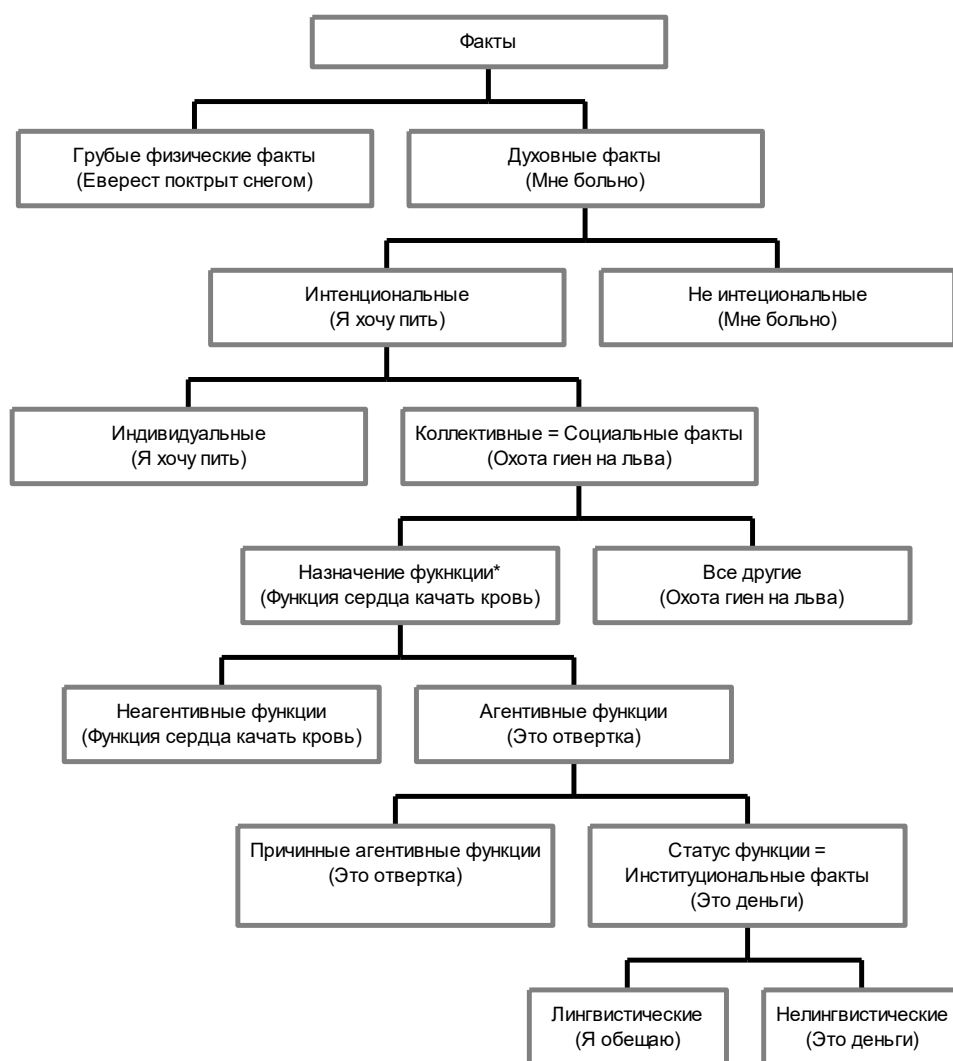 Факты
Грубые физические факты
(Еверест поктрыт снегом)
Духовные факты
(Мне больно)
Интенциональные
(Я хочу пить)
Не интециональные
(Мне больно)
Индивидуальные
(Я хочу пить)
Коллективные = Социальные факты
(Охота гиен на льва)
Назначение фукнкции*
(Функция сердца качать кровь)
Все другие
(Охота гиен на льва)
Неагентивные функции
(Функция сердца качать кровь)
Агентивные функции
(Это отвертка)
Причинные агентивные функции
(Это отвертка)
Статус функции =
Институциональные факты
(Это деньги)
Лингвистические
(Я обещаю)
Нелингвистические
(Это деньги)